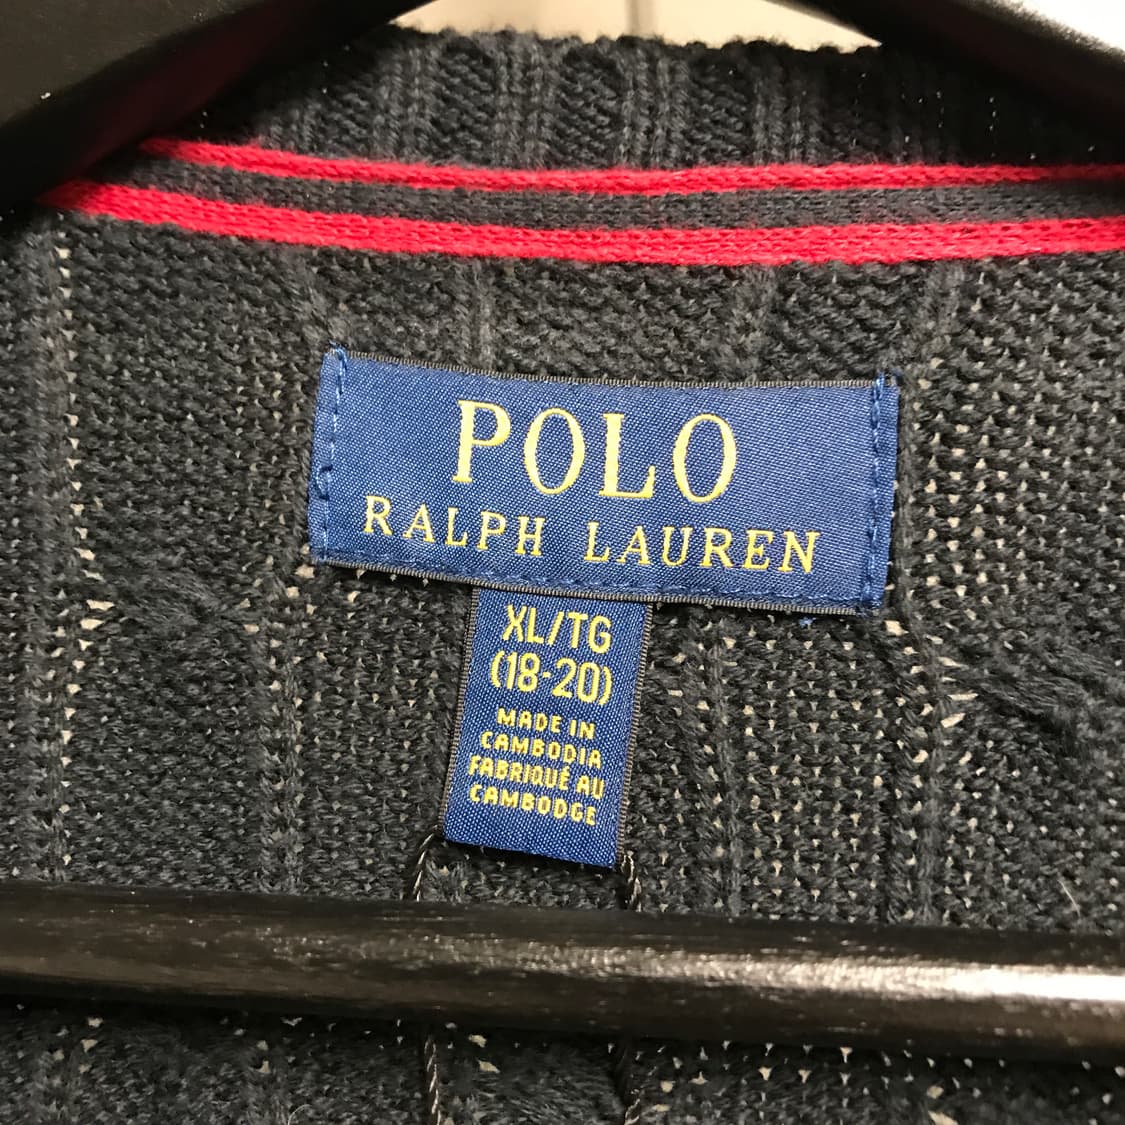 POLO
RALPH LAUREN
XL/TG
(18-20)
MADE IN
CAMBODIA
FABRIQUÉ AU
CAMBODGE